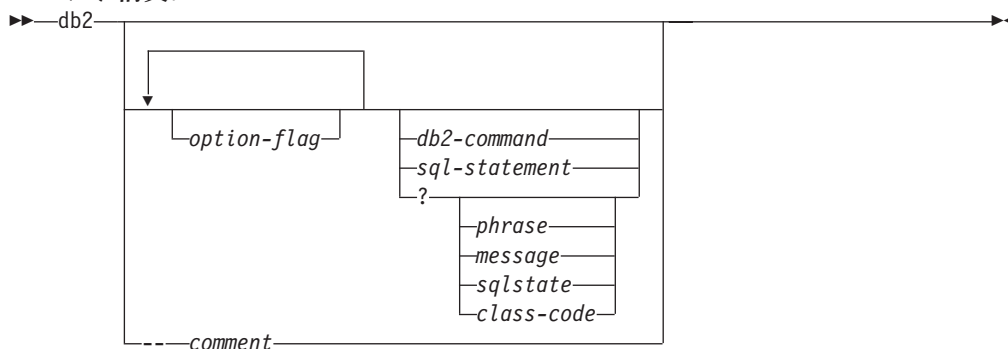 db2
option-flag
db2-command
sql-statement
?
phrase
message
sqlstate
class-code
-- comment